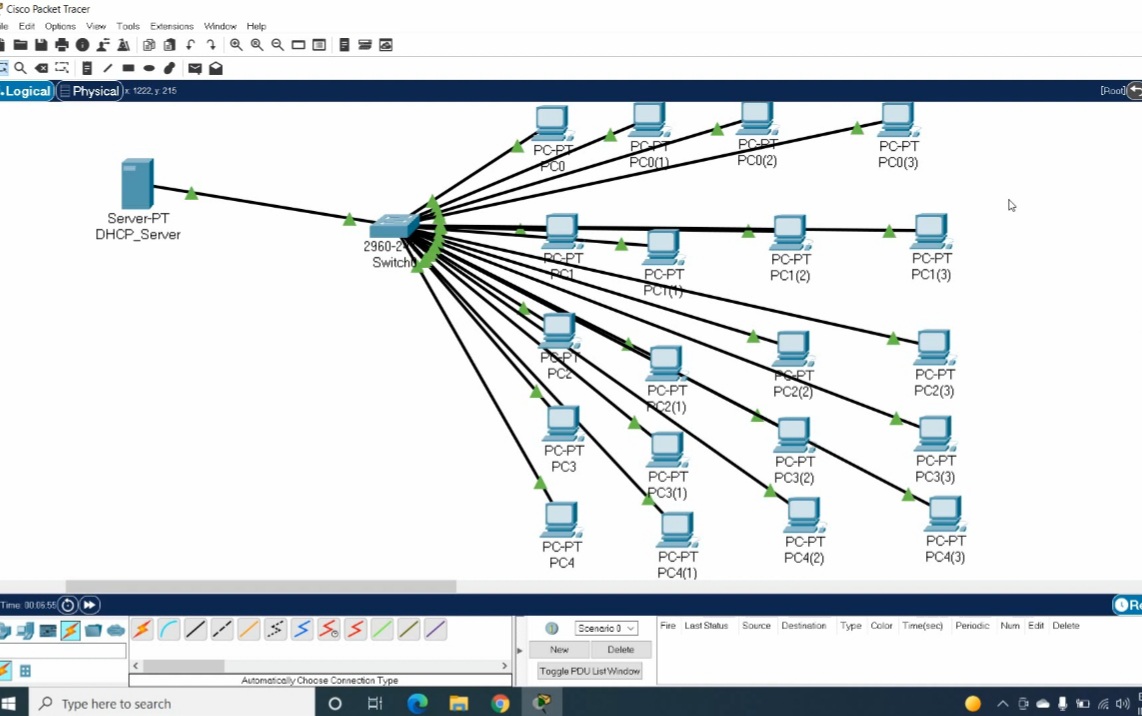 Cisco Packet Tracer
Edit Options View Tools Extensions Window Help
Logical Physical x: 1222, y: 215 [Root]
PC-PT PC-PT PC-PT PC-PT
PC0 PC0(1) PC0(2) PC0(3)
Server-PT
DHCP_Server
Switch0
PC-PT PC-PT PC-PT PC-PT
PC1 PC1(1) PC1(2) PC1(3)
PC-PT PC-PT PC-PT PC-PT
PC2 PC2(1) PC2(2) PC2(3)
PC-PT PC-PT PC-PT PC-PT
PC3 PC3(1) PC3(2) PC3(3)
PC-PT PC-PT PC-PT PC-PT
PC4 PC4(1) PC4(2) PC4(3)
Time: 00:06:55
Scenario 0
New Delete
Toggle PDU List Window
Fire Last Status Source Destination Type Color Time(sec) Periodic Num Edit Delete
Automatically Choose Connection Type
Type here to search